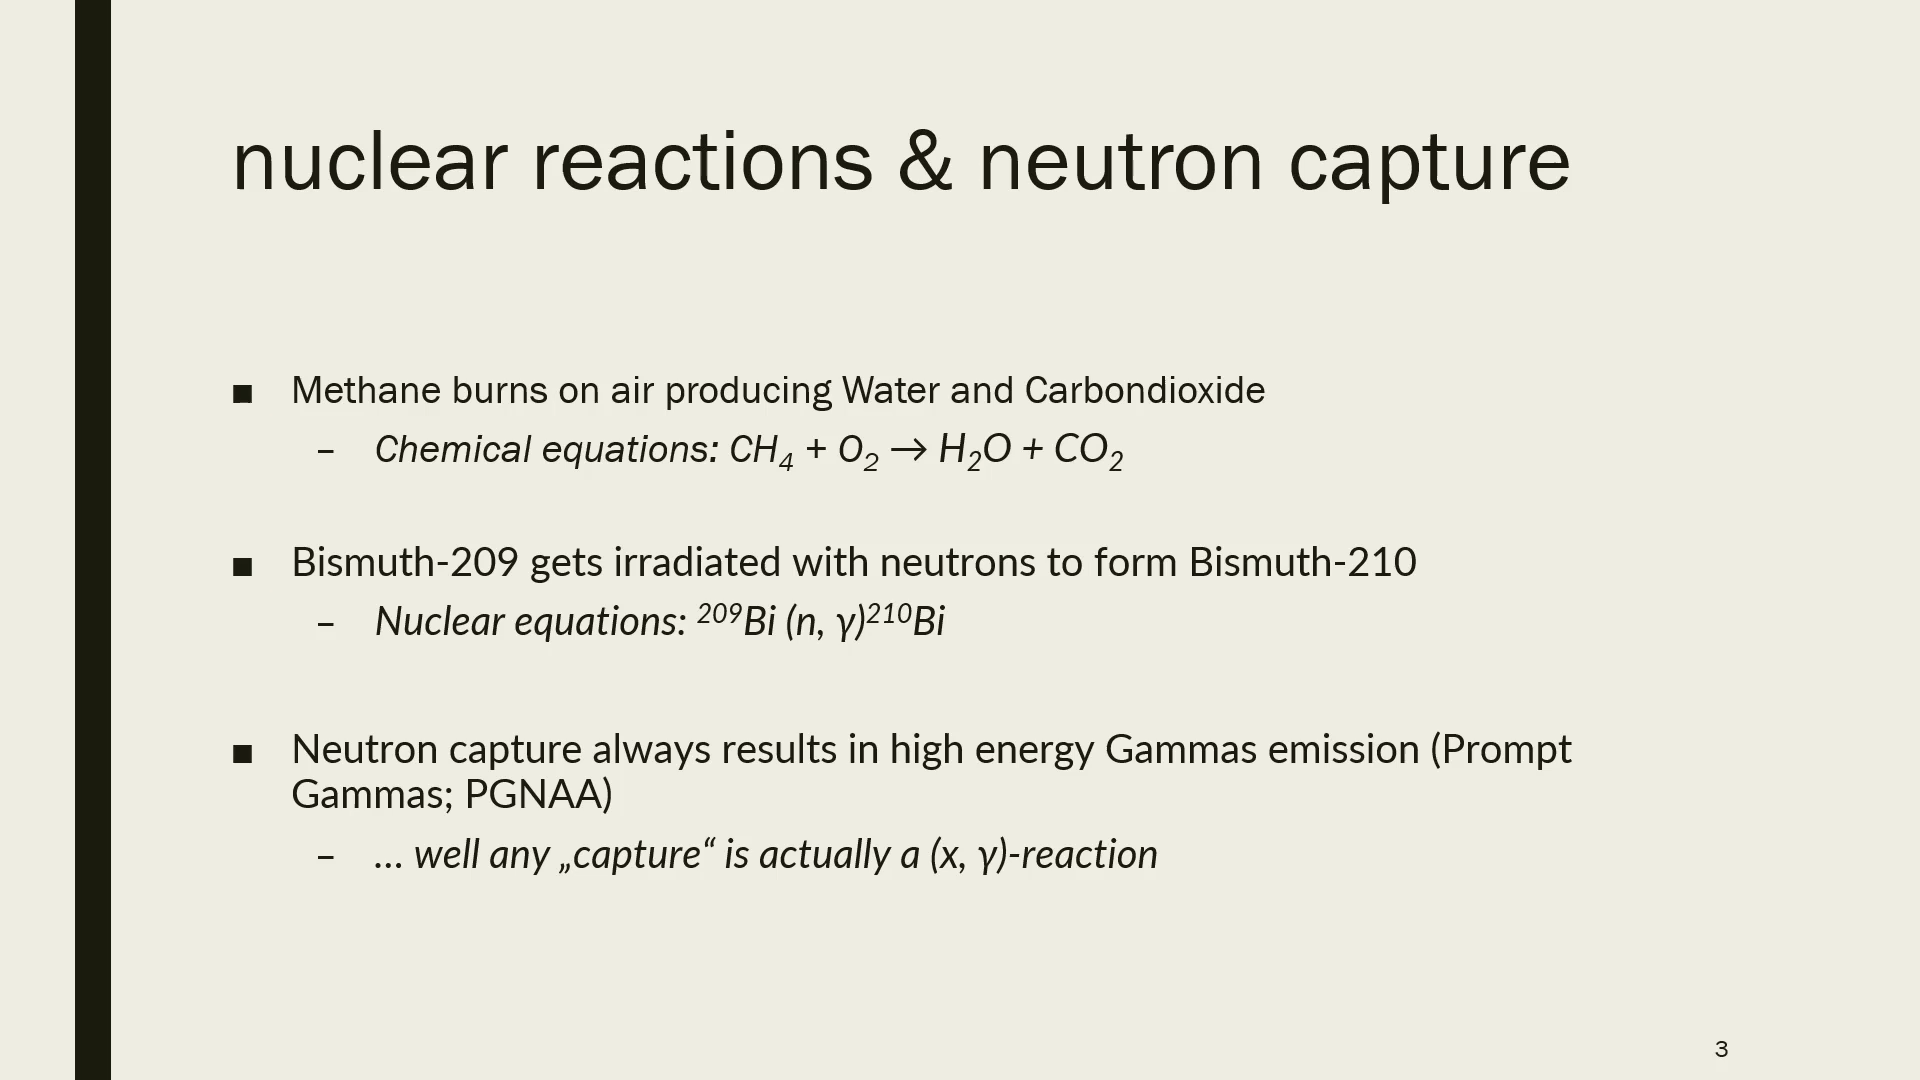 nuclear reactions & neutron capture
■ Methane burns on air producing Water and Carbondioxide
– Chemical equations: CH₄ + O₂ → H₂O + CO₂
■ Bismuth-209 gets irradiated with neutrons to form Bismuth-210
– Nuclear equations: ²⁰⁹Bi (n, γ)²¹⁰Bi
■ Neutron capture always results in high energy Gammas emission (Prompt
Gammas; PGNAA)
– … well any „capture“ is actually a (x, γ)-reaction
3